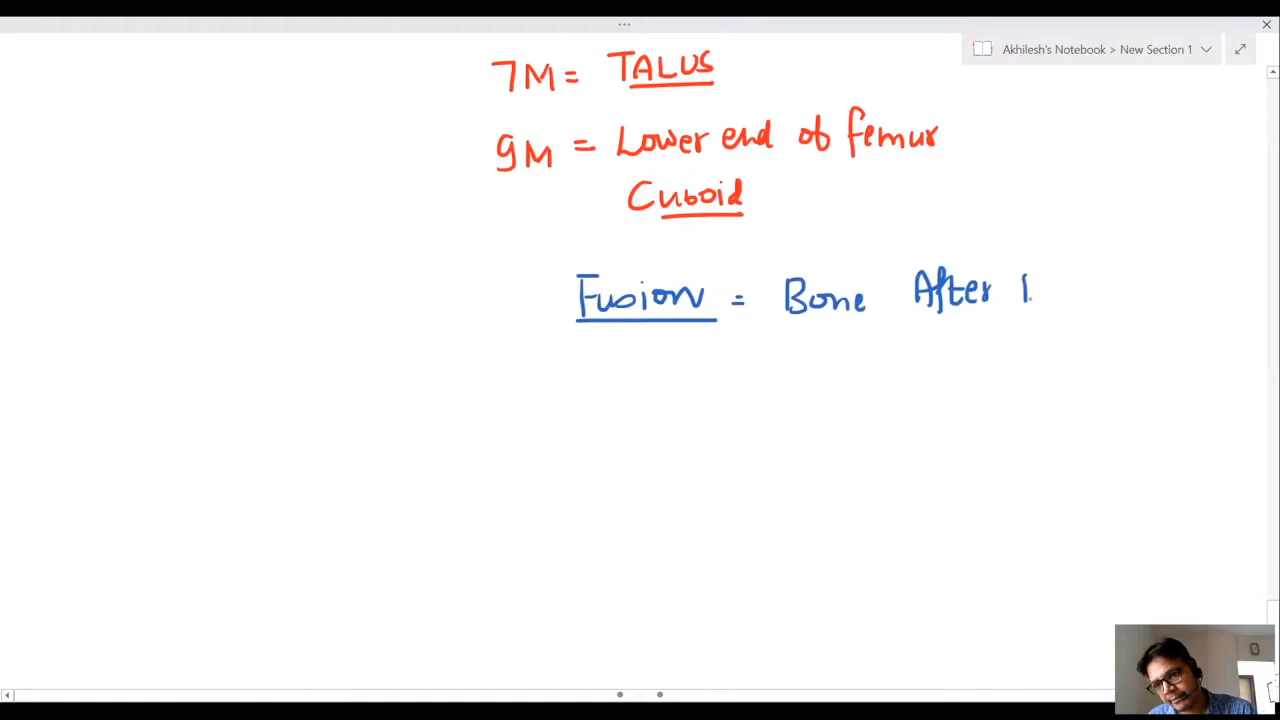 Akhilesh's Notebook > New Section 1
7M = TALUS
9M = Lower end of femur
Cuboid
Fusion = Bone After